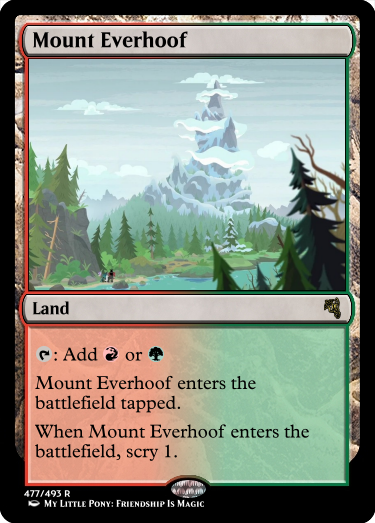 Mount Everhoof
Land
: Add or
Mount Everhoof enters the
battlefield tapped.
When Mount Everhoof enters the
battlefield, scry 1.
477/493 R
My Little Pony: Friendship Is Magic